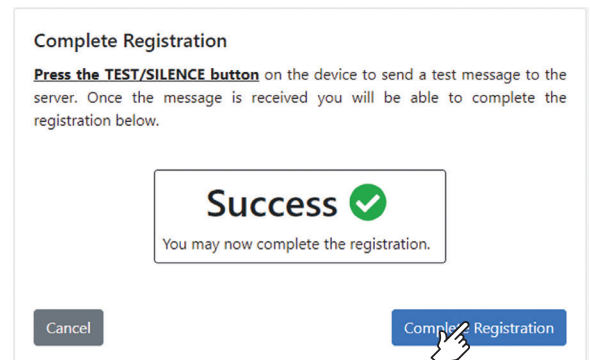 Complete Registration
Press the TEST/SILENCE button on the device to send a test message to the
server. Once the message is received you will be able to complete the
registration below.
Success
You may now complete the registration.
Cancel
Complete Registration